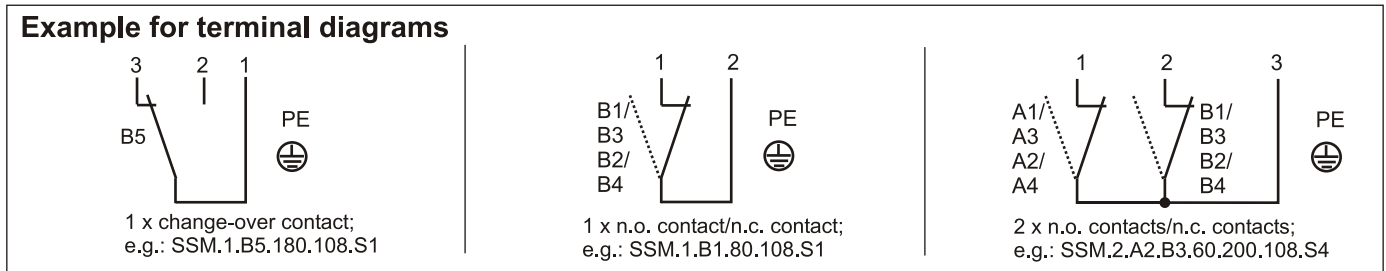 Example for terminal diagrams
3 2 1
B5
PE
1 x change-over contact;
e.g.: SSM.1.B5.180.108.S1
1 2
B1/
B3
B2/
B4
PE
1 x n.o. contact/n.c. contact;
e.g.: SSM.1.B1.80.108.S1
1 2 3
A1/
A3
A2/
A4
B1/
B3
B2/
B4
PE
2 x n.o. contacts/n.c. contacts;
e.g.: SSM.2.A2.B3.60.200.108.S4